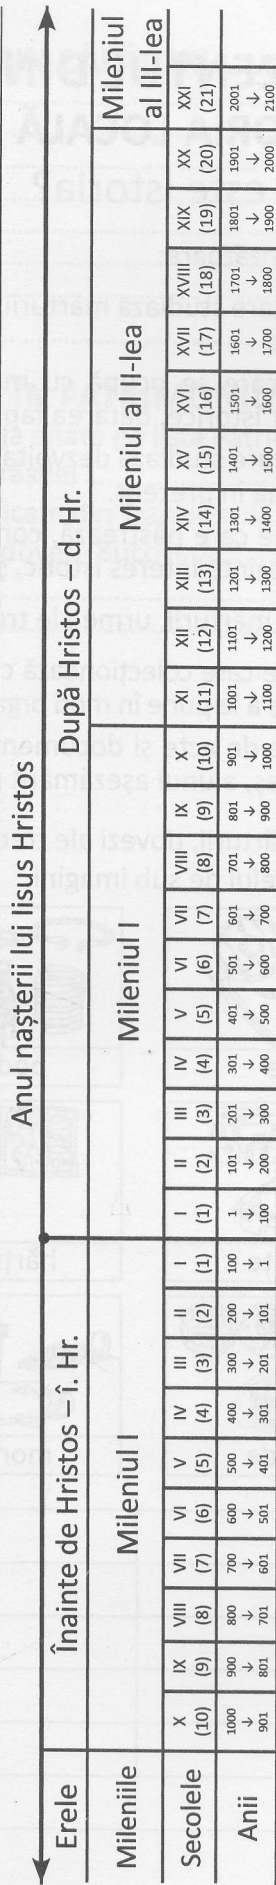 Anul nașterii lui Iisus Hristos
Erele Înainte de Hristos – î. Hr. După Hristos – d. Hr.
Mileniile Mileniul I Mileniul I Mileniul al II-lea Mileniul al III-lea
Secolele X (10) IX (9) VIII (8) VII (7) VI (6) V (5) IV (4) III (3) II (2) I (1) I (1) II (2) III (3) IV (4) V (5) VI (6) VII (7) VIII (8) IX (9) X (10) XI (11) XII (12) XIII (13) XIV (14) XV (15) XVI (16) XVII (17) XVIII (18) XIX (19) XX (20) XXI (21)
Anii 1000 → 901 900 → 801 800 → 701 700 → 601 600 → 501 500 → 401 400 → 301 300 → 201 200 → 101 100 → 1 1 → 100 101 → 200 201 → 300 301 → 400 401 → 500 501 → 600 601 → 700 701 → 800 801 → 900 901 → 1000 1001 → 1100 1101 → 1200 1201 → 1300 1301 → 1400 1401 → 1500 1501 → 1600 1601 → 1700 1701 → 1800 1801 → 1900 1901 → 2000 2001 → 2100